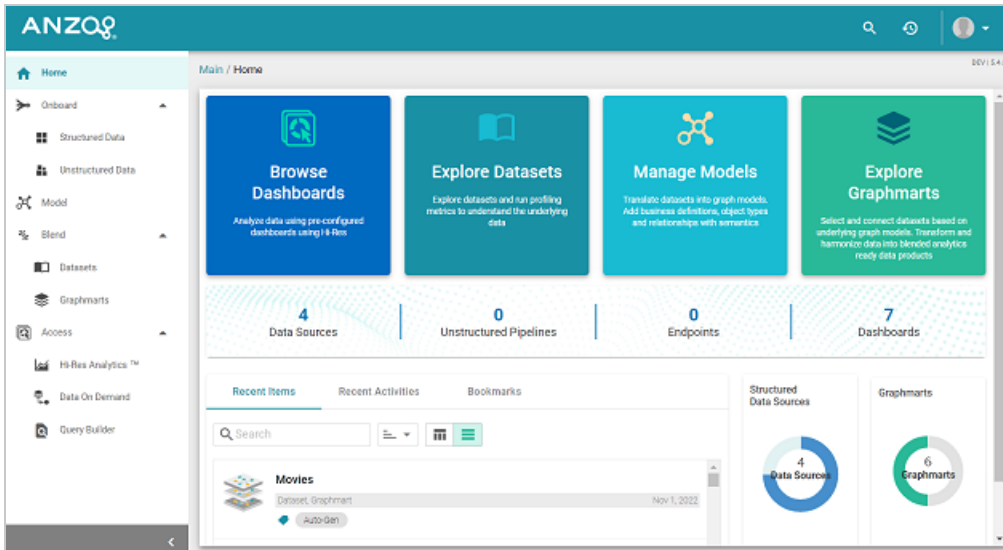 ANZO
Home
Onboard
Structured Data
Unstructured Data
Model
Blend
Datasets
Graphmarts
Access
Hi-Res Analytics ™
Data On Demand
Query Builder
Main / Home
DEV | 5.4.
Browse
Dashboards
Analyze data using pre-configured
dashboards using Hi-Res
Explore Datasets
Explore datasets and run profiling
metrics to understand the underlying
data
Manage Models
Translate datasets into graph models.
Add business definitions, object types
and relationships with semantics
Explore
Graphmarts
Select and connect datasets based on
underlying graph models. Transform and
harmonize data into blended analytics
ready data products
4
Data Sources
0
Unstructured Pipelines
0
Endpoints
7
Dashboards
Recent Items
Recent Activities
Bookmarks
Search
Movies
Dataset, Graphmart
Nov 1, 2022
Auto-Gen
Structured
Data Sources
4
Data Sources
Graphmarts
6
Graphmarts